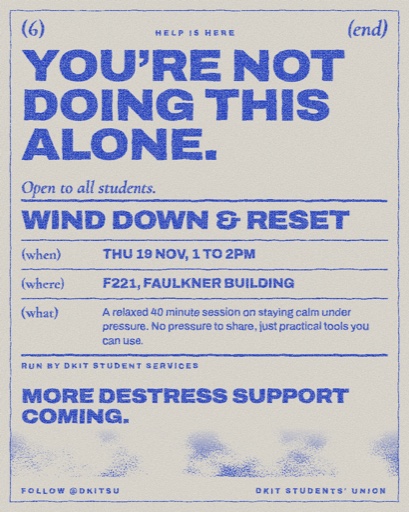 (6) HELP IS HERE (end)
YOU'RE NOT
DOING THIS
ALONE.
Open to all students.
WIND DOWN & RESET
(when) THU 19 NOV, 1 TO 2PM
(where) F221, FAULKNER BUILDING
(what) A relaxed 40 minute session on staying calm under
pressure. No pressure to share, just practical tools you
can use.
RUN BY DKIT STUDENT SERVICES
MORE DESTRESS SUPPORT
COMING.
FOLLOW @DKITSU DKIT STUDENTS' UNION